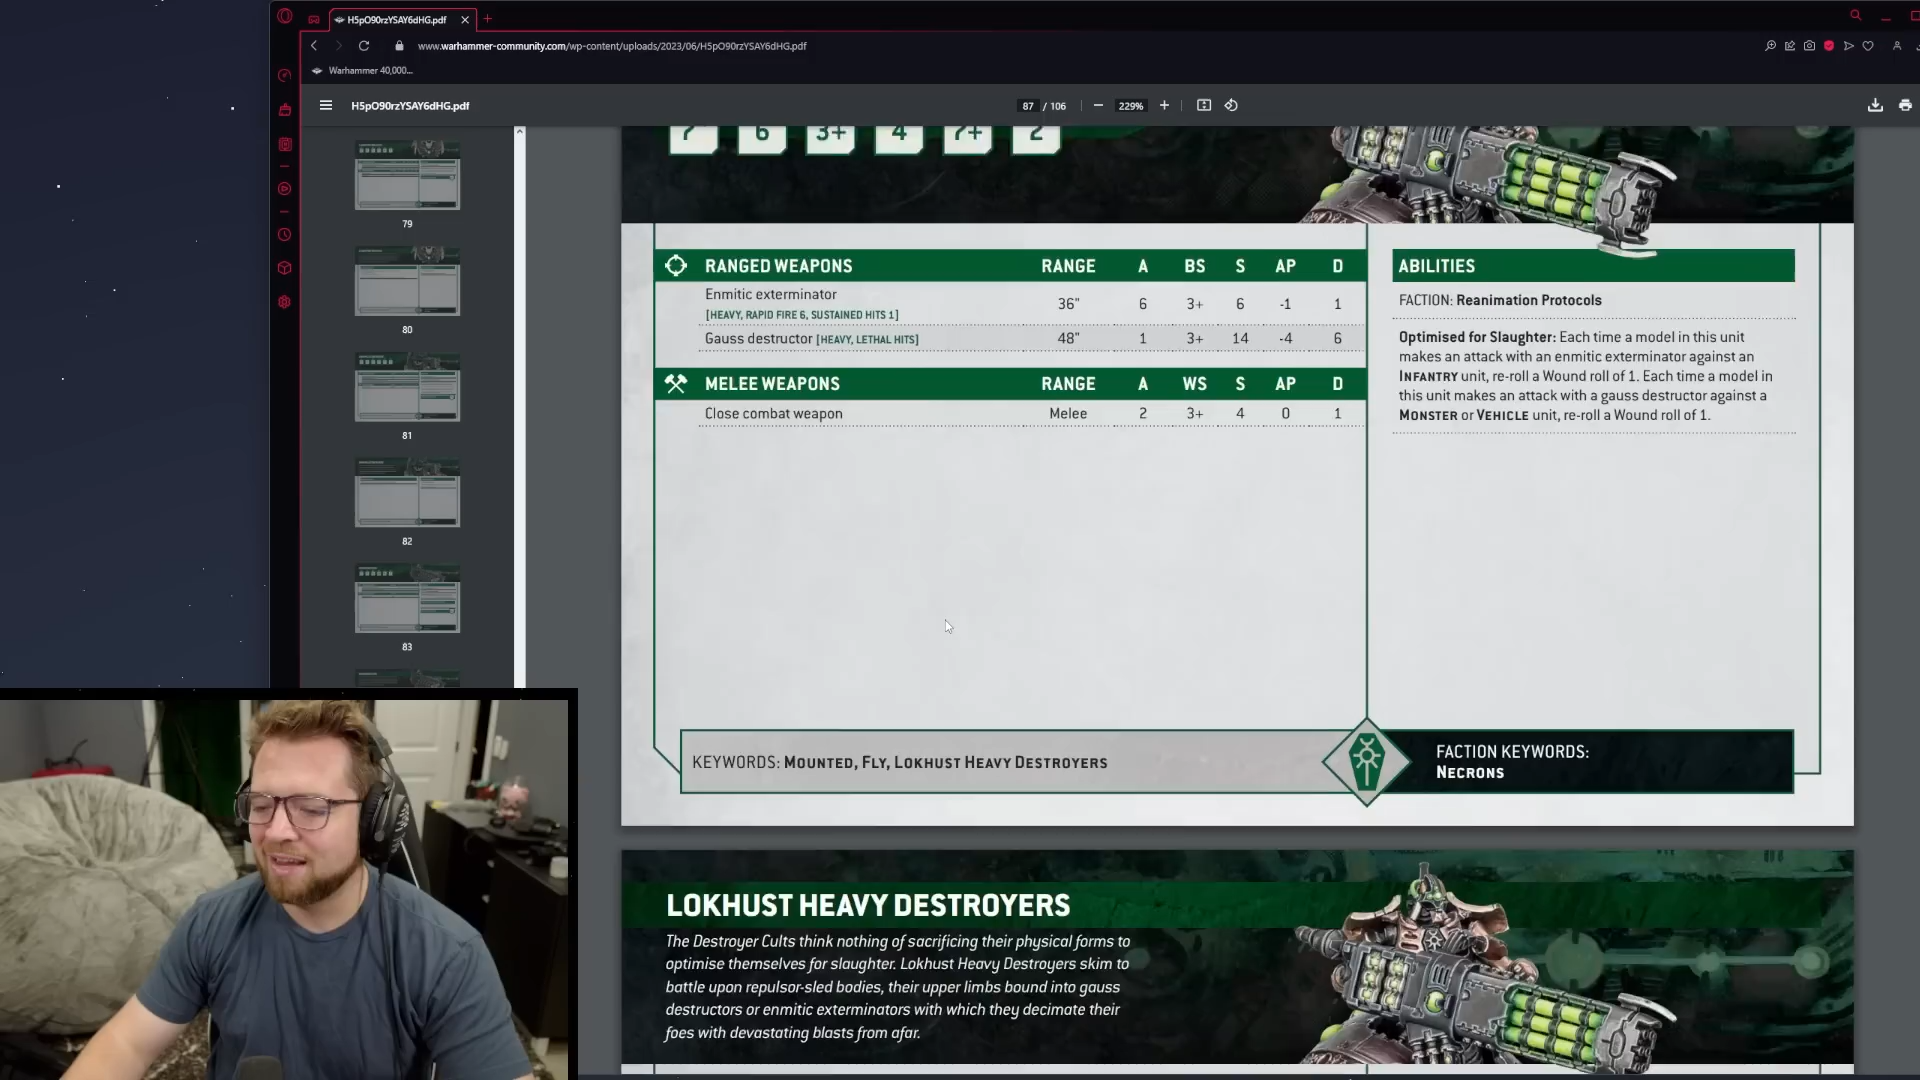 H5pO90rzYSAY6dHG.pdf
www.warhammer-community.com/wp-content/uploads/2023/06/H5pO90rzYSAY6dHG.pdf
Warhammer 40,000...
H5pO90rzYSAY6dHG.pdf
87 / 106
229%
79
80
81
82
83
6
3+
4
2
RANGED WEAPONS RANGE A BS S AP D
Enmitic exterminator
[HEAVY, RAPID FIRE 6, SUSTAINED HITS 1]
36" 6 3+ 6 -1 1
Gauss destructor [HEAVY, LETHAL HITS] 48" 1 3+ 14 -4 6
MELEE WEAPONS RANGE A WS S AP D
Close combat weapon Melee 2 3+ 4 0 1
ABILITIES
FACTION: Reanimation Protocols
Optimised for Slaughter: Each time a model in this unit
makes an attack with an enmitic exterminator against an
INFANTRY unit, re-roll a Wound roll of 1. Each time a model in
this unit makes an attack with a gauss destructor against a
MONSTER or VEHICLE unit, re-roll a Wound roll of 1.
KEYWORDS: MOUNTED, FLY, LOKHUST HEAVY DESTROYERS
FACTION KEYWORDS:
NECRONS
LOKHUST HEAVY DESTROYERS
The Destroyer Cults think nothing of sacrificing their physical forms to
optimise themselves for slaughter. Lokhust Heavy Destroyers skim to
battle upon repulsor-sled bodies, their upper limbs bound into gauss
destructors or enmitic exterminators with which they decimate their
foes with devastating blasts from afar.